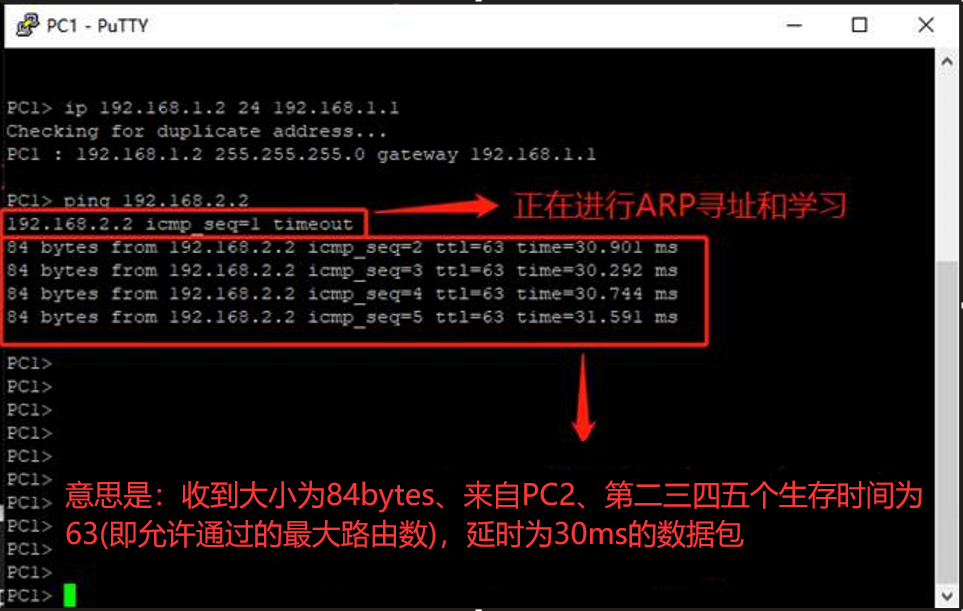 PC1 - PuTTY
PC1> ip 192.168.1.2 24 192.168.1.1
Checking for duplicate address...
PC1 : 192.168.1.2 255.255.255.0 gateway 192.168.1.1
PC1> ping 192.168.2.2
正在进行ARP寻址和学习
192.168.2.2 icmp_seq=1 timeout
84 bytes from 192.168.2.2 icmp_seq=2 ttl=63 time=30.901 ms
84 bytes from 192.168.2.2 icmp_seq=3 ttl=63 time=30.292 ms
84 bytes from 192.168.2.2 icmp_seq=4 ttl=63 time=30.744 ms
84 bytes from 192.168.2.2 icmp_seq=5 ttl=63 time=31.591 ms
PC1>
PC1>
PC1>
PC1>
PC1>
PC1>
意思是：收到大小为84bytes、来自PC2、第二三四五个生存时间为
PC1>
PC1>
63(即允许通过的最大路由数)，延时为30ms的数据包
PC1>
PC1>
PC1>